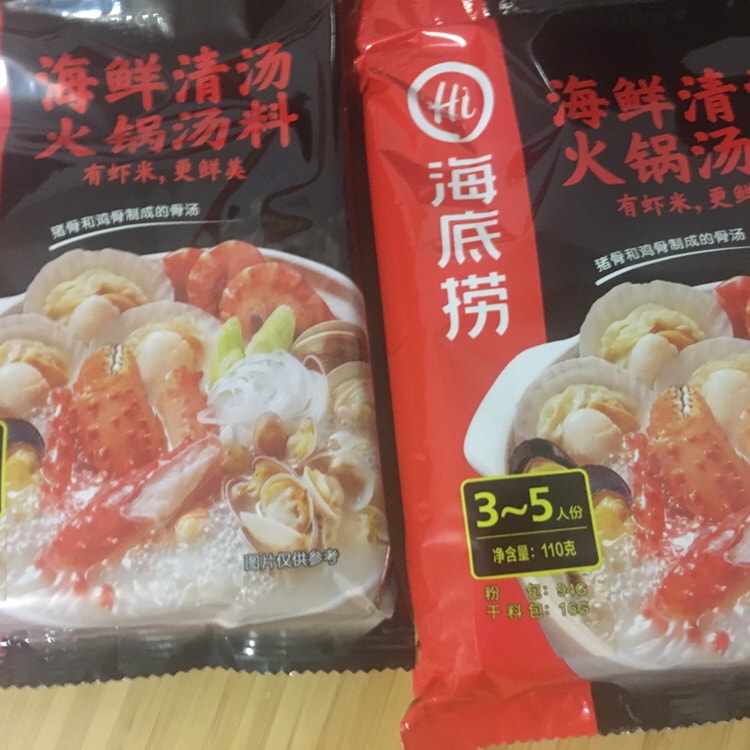 海鲜清汤
火锅汤料
有虾米,更鲜美
猪骨和鸡骨制成的骨汤
图片仅供参考
Hi
海底捞
海鲜清
火锅汤
有虾米,更鲜
猪骨和鸡骨制成的骨汤
3~5人份
净含量:110克
粉 包:94G
干料包:16G